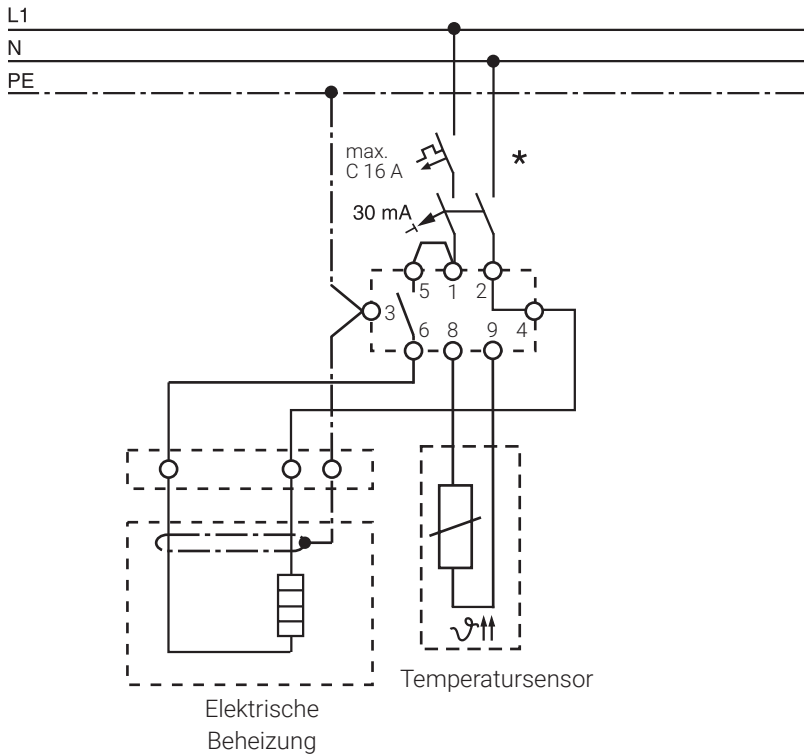 L1
N
PE
max.
C 16 A
*
30 mA
5 1 2
3
6 8 9 4
ϑ
Temperatursensor
Elektrische
Beheizung